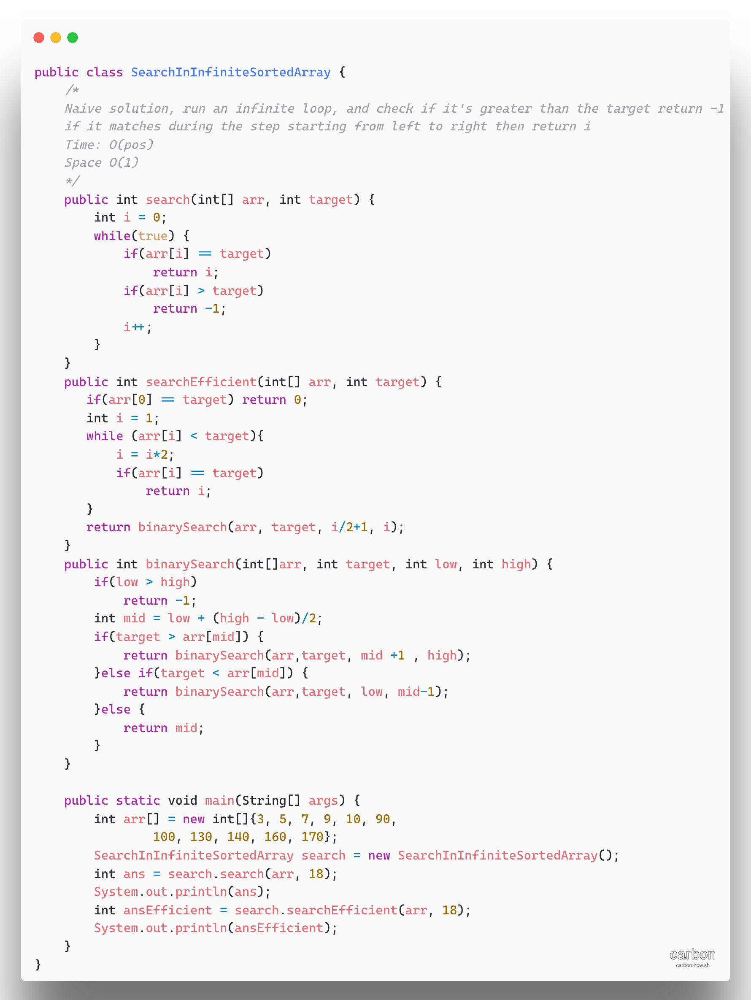 public class SearchInInfiniteSortedArray {
    /*
    Naive solution, run an infinite loop, and check if it's greater than the target return -1
    if it matches during the step starting from left to right then return i
    Time: O(pos)
    Space O(1)
    */
    public int search(int[] arr, int target) {
        int i = 0;
        while(true) {
            if(arr[i] == target)
                return i;
            if(arr[i] > target)
                return -1;
            i++;
        }
    }
    public int searchEfficient(int[] arr, int target) {
       if(arr[0] == target) return 0;
       int i = 1;
       while (arr[i] < target){
           i = i*2;
           if(arr[i] == target)
               return i;
       }
       return binarySearch(arr, target, i/2+1, i);
    }
    public int binarySearch(int[]arr, int target, int low, int high) {
        if(low > high)
            return -1;
        int mid = low + (high - low)/2;
        if(target > arr[mid]) {
            return binarySearch(arr,target, mid +1 , high);
        }else if(target < arr[mid]) {
            return binarySearch(arr,target, low, mid-1);
        }else {
            return mid;
        }
    }

    public static void main(String[] args) {
        int arr[] = new int[]{3, 5, 7, 9, 10, 90,
                100, 130, 140, 160, 170};
        SearchInInfiniteSortedArray search = new SearchInInfiniteSortedArray();
        int ans = search.search(arr, 18);
        System.out.println(ans);
        int ansEfficient = search.searchEfficient(arr, 18);
        System.out.println(ansEfficient);
    }
}
carbon
carbon.now.sh